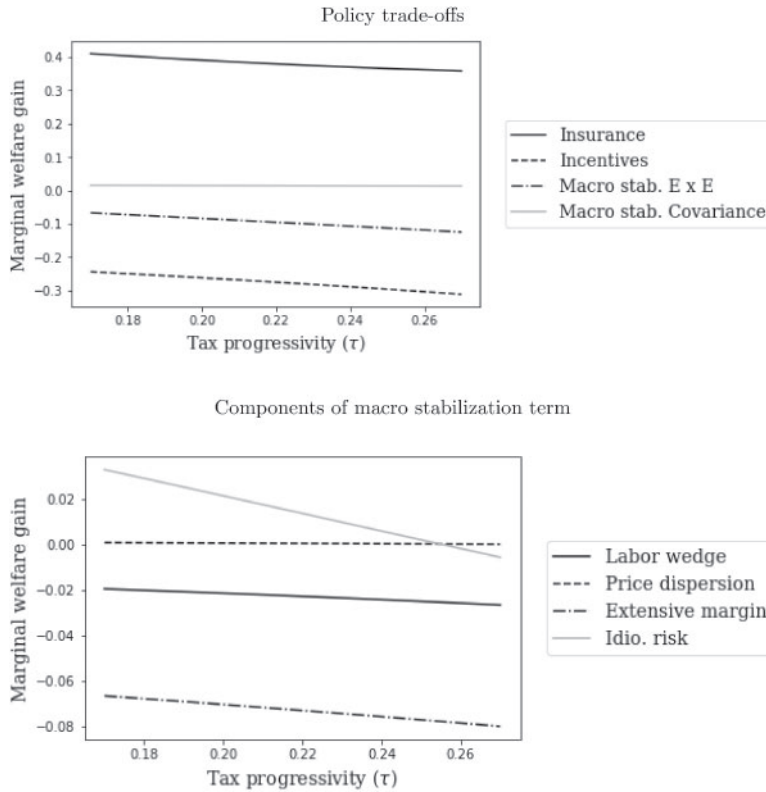 Policy trade-offs
Marginal welfare gain
0.4
0.3
0.2
0.1
0.0
−0.1
−0.2
−0.3
0.18 0.20 0.22 0.24 0.26
Tax progressivity (τ)
Insurance
Incentives
Macro stab. E x E
Macro stab. Covariance
Components of macro stabilization term
Marginal welfare gain
0.02
0.00
−0.02
−0.04
−0.06
−0.08
0.18 0.20 0.22 0.24 0.26
Tax progressivity (τ)
Labor wedge
Price dispersion
Extensive margin
Idio. risk